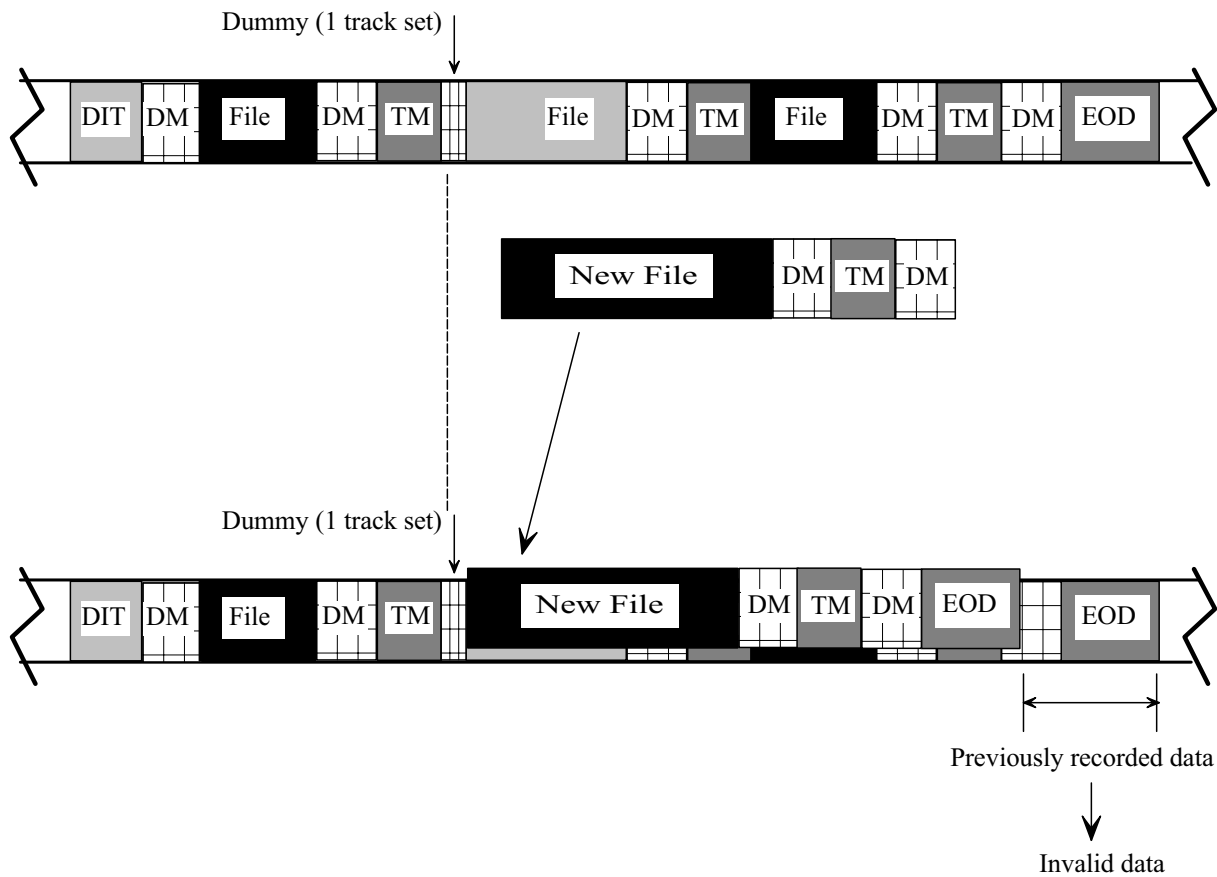 Dummy (1 track set)
DIT DM File DM TM File DM TM File DM TM DM EOD
New File DM TM DM
Dummy (1 track set)
DIT DM File DM TM New File DM TM DM EOD EOD
Previously recorded data
Invalid data